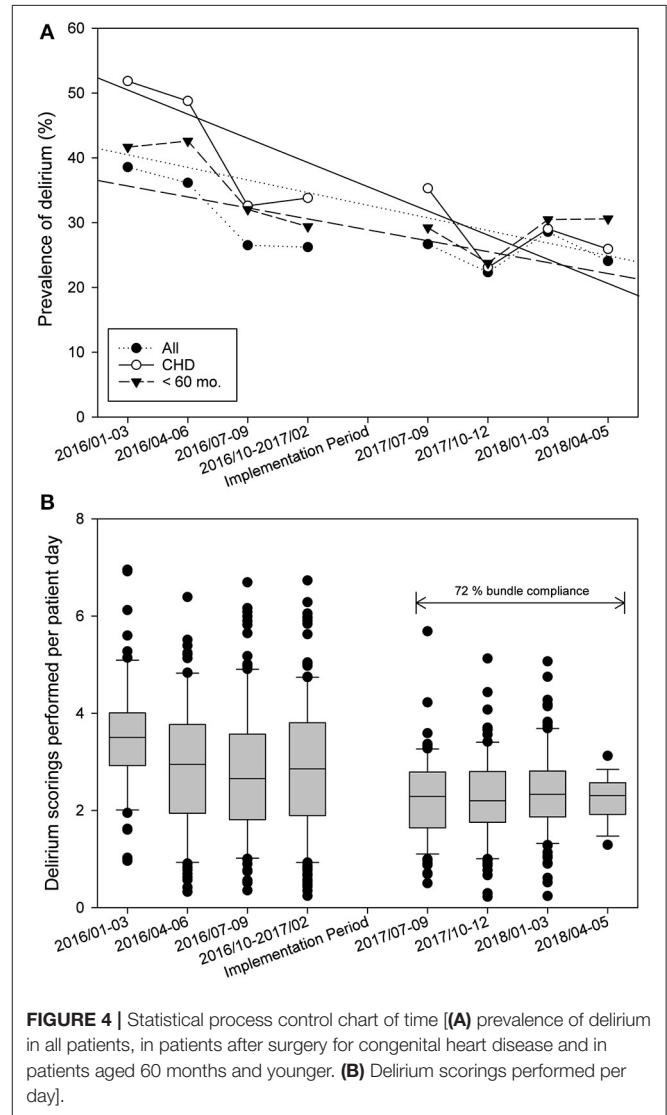 A
Prevalence of delirium (%)
60
50
40
30
20
10
0
All
CHD
< 60 mo.
2016/01-03
2016/04-06
2016/07-09
2016/10-2017/02
Implementation Period
2017/07-09
2017/10-12
2018/01-03
2018/04-05
B
Delirium scorings performed per patient day
8
6
4
2
0
72 % bundle compliance
2016/01-03
2016/04-06
2016/07-09
2016/10-2017/02
Implementation Period
2017/07-09
2017/10-12
2018/01-03
2018/04-05
FIGURE 4 | Statistical process control chart of time [(A) prevalence of delirium
in all patients, in patients after surgery for congenital heart disease and in
patients aged 60 months and younger. (B) Delirium scorings performed per
day].